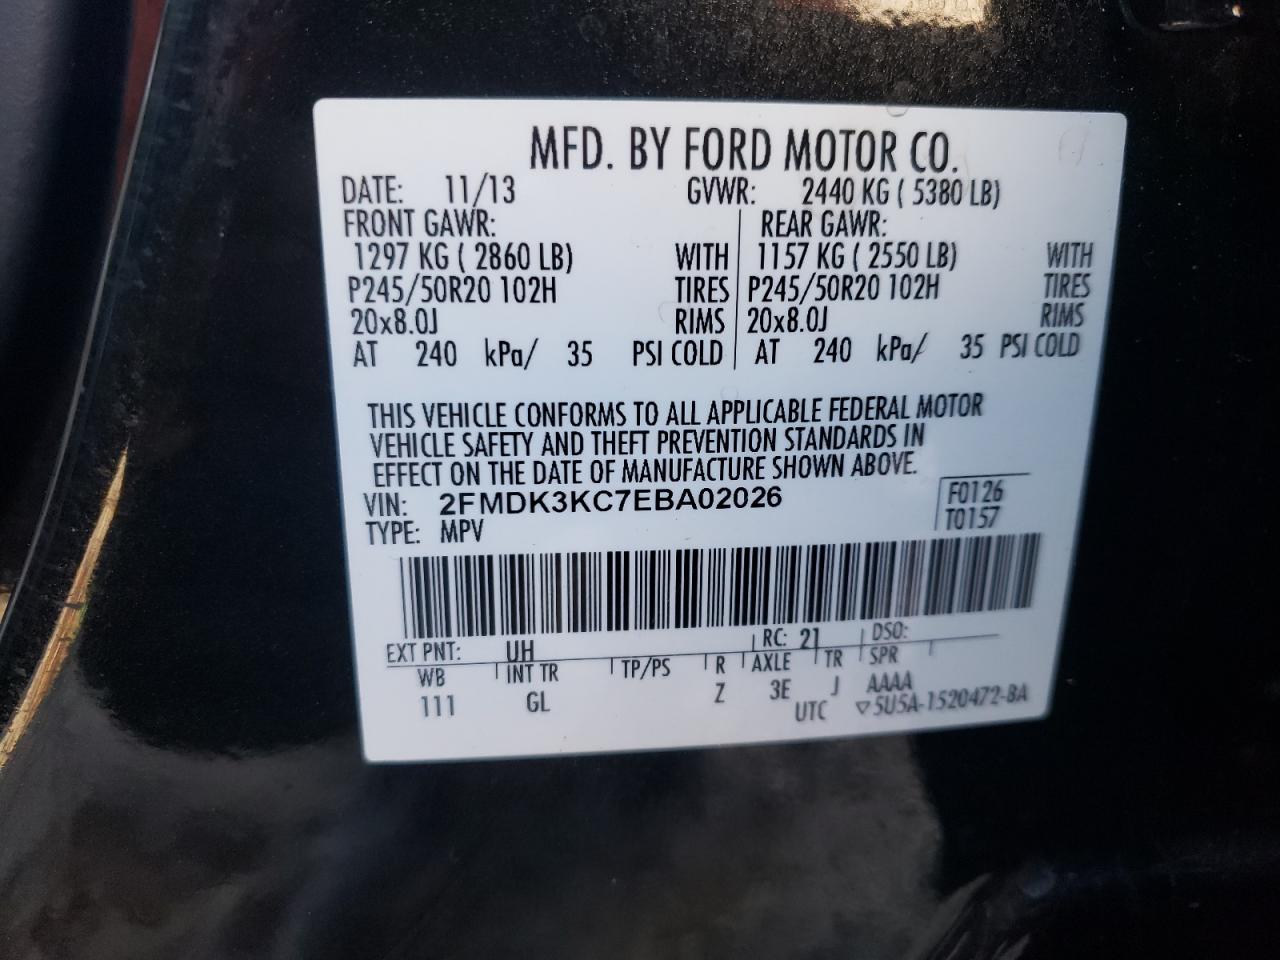 MFD. BY FORD MOTOR CO.
DATE: 11/13 GVWR: 2440 KG ( 5380 LB)
FRONT GAWR: REAR GAWR:
1297 KG ( 2860 LB) WITH 1157 KG ( 2550 LB) WITH
P245/50R20 102H TIRES P245/50R20 102H TIRES
20x8.0J RIMS 20x8.0J RIMS
AT 240 kPa/ 35 PSI COLD AT 240 kPa/ 35 PSI COLD
THIS VEHICLE CONFORMS TO ALL APPLICABLE FEDERAL MOTOR
VEHICLE SAFETY AND THEFT PREVENTION STANDARDS IN
EFFECT ON THE DATE OF MANUFACTURE SHOWN ABOVE.
VIN: 2FMDK3KC7EBA02026 F0126
TYPE: MPV T0157
EXT PNT: UH RC: 21 DSO:
WB INT TR TP/PS R AXLE TR SPR
111 GL Z 3E J AAAA
UTC ▽5U5A-1520472-BA